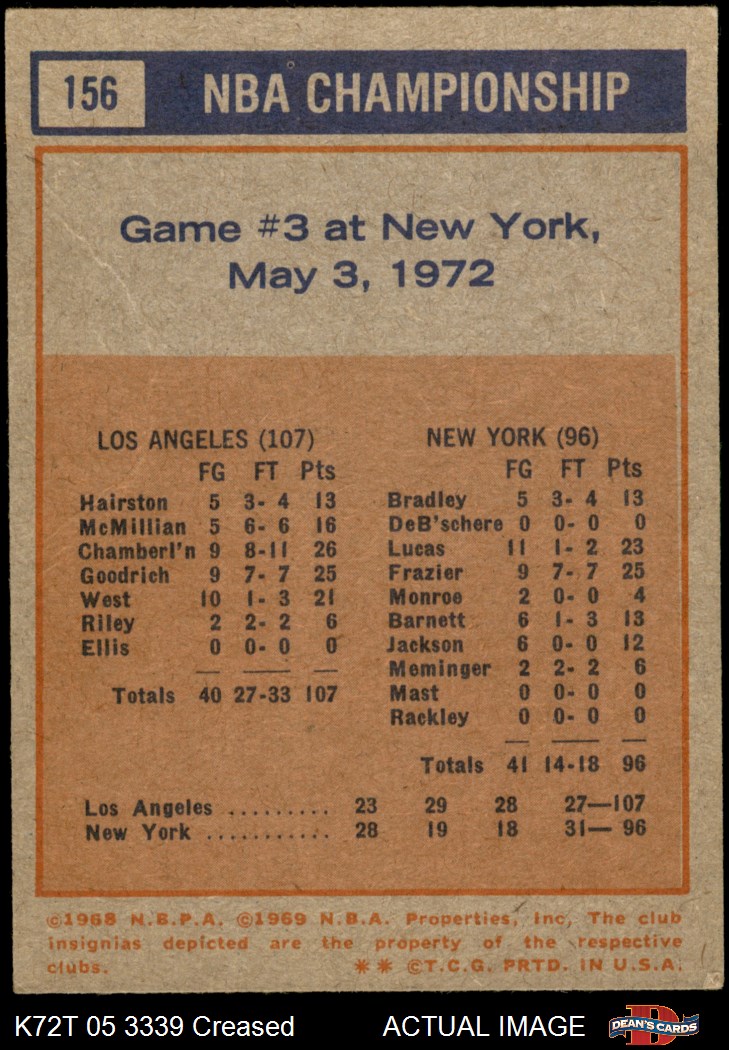 156 NBA CHAMPIONSHIP
Game #3 at New York,
May 3, 1972
LOS ANGELES (107)
FG FT Pts
Hairston 5 3- 4 13
McMillian 5 6- 6 16
Chamberl'n 9 8-11 26
Goodrich 9 7- 7 25
West 10 1- 3 21
Riley 2 2- 2 6
Ellis 0 0- 0 0
Totals 40 27-33 107
NEW YORK (96)
FG FT Pts
Bradley 5 3- 4 13
DeB'schere 0 0- 0 0
Lucas 11 1- 2 23
Frazier 9 7- 7 25
Monroe 2 0- 0 4
Barnett 6 1- 3 13
Jackson 6 0- 0 12
Meminger 2 2- 2 6
Mast 0 0- 0 0
Rackley 0 0- 0 0
Totals 41 14-18 96
Los Angeles .......... 23 29 28 27—107
New York ............ 28 19 18 31— 96
©1968 N.B.P.A. ©1969 N.B.A. Properties, Inc, The club
insignias depicted are the property of the respective
clubs. ** ©T.C.G. PRTD. IN U.S.A.
K72T 05 3339 Creased ACTUAL IMAGE D DEAN'S CARDS